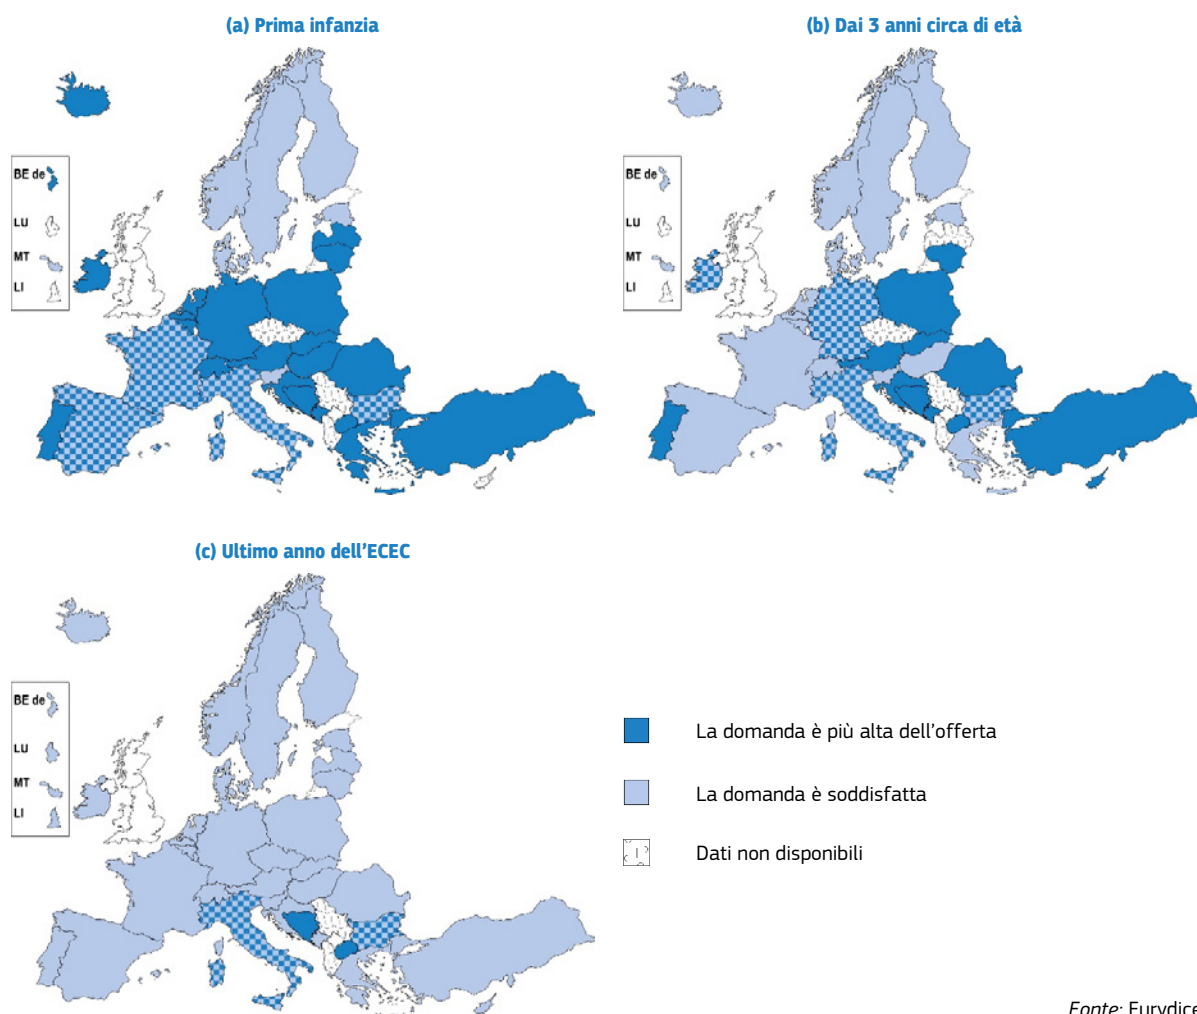 (a) Prima infanzia
(b) Dai 3 anni circa di età
BE de
LU
MT
LI
BE de
LU
MT
LI
(c) Ultimo anno dell'ECEC
BE de
LU
MT
LI
La domanda è più alta dell'offerta
La domanda è soddisfatta
Dati non disponibili
Fonte: Eurydice